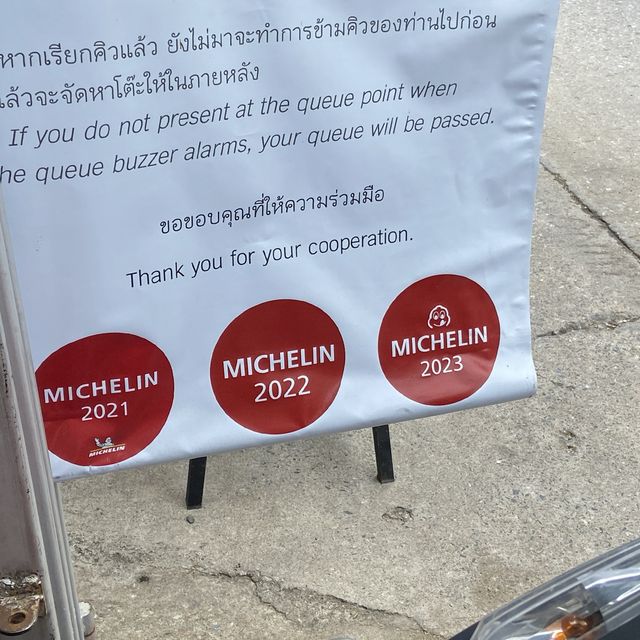 หากเรียกคิวแล้ว ยังไม่มาจะทำการข้ามคิวของท่านไปก่อน
แล้วจะจัดหาโต๊ะให้ในภายหลัง
If you do not present at the queue point when
the queue buzzer alarms, your queue will be passed.
ขอขอบคุณที่ให้ความร่วมมือ
Thank you for your cooperation.
MICHELIN
2021
MICHELIN
MICHELIN
2022
MICHELIN
2023